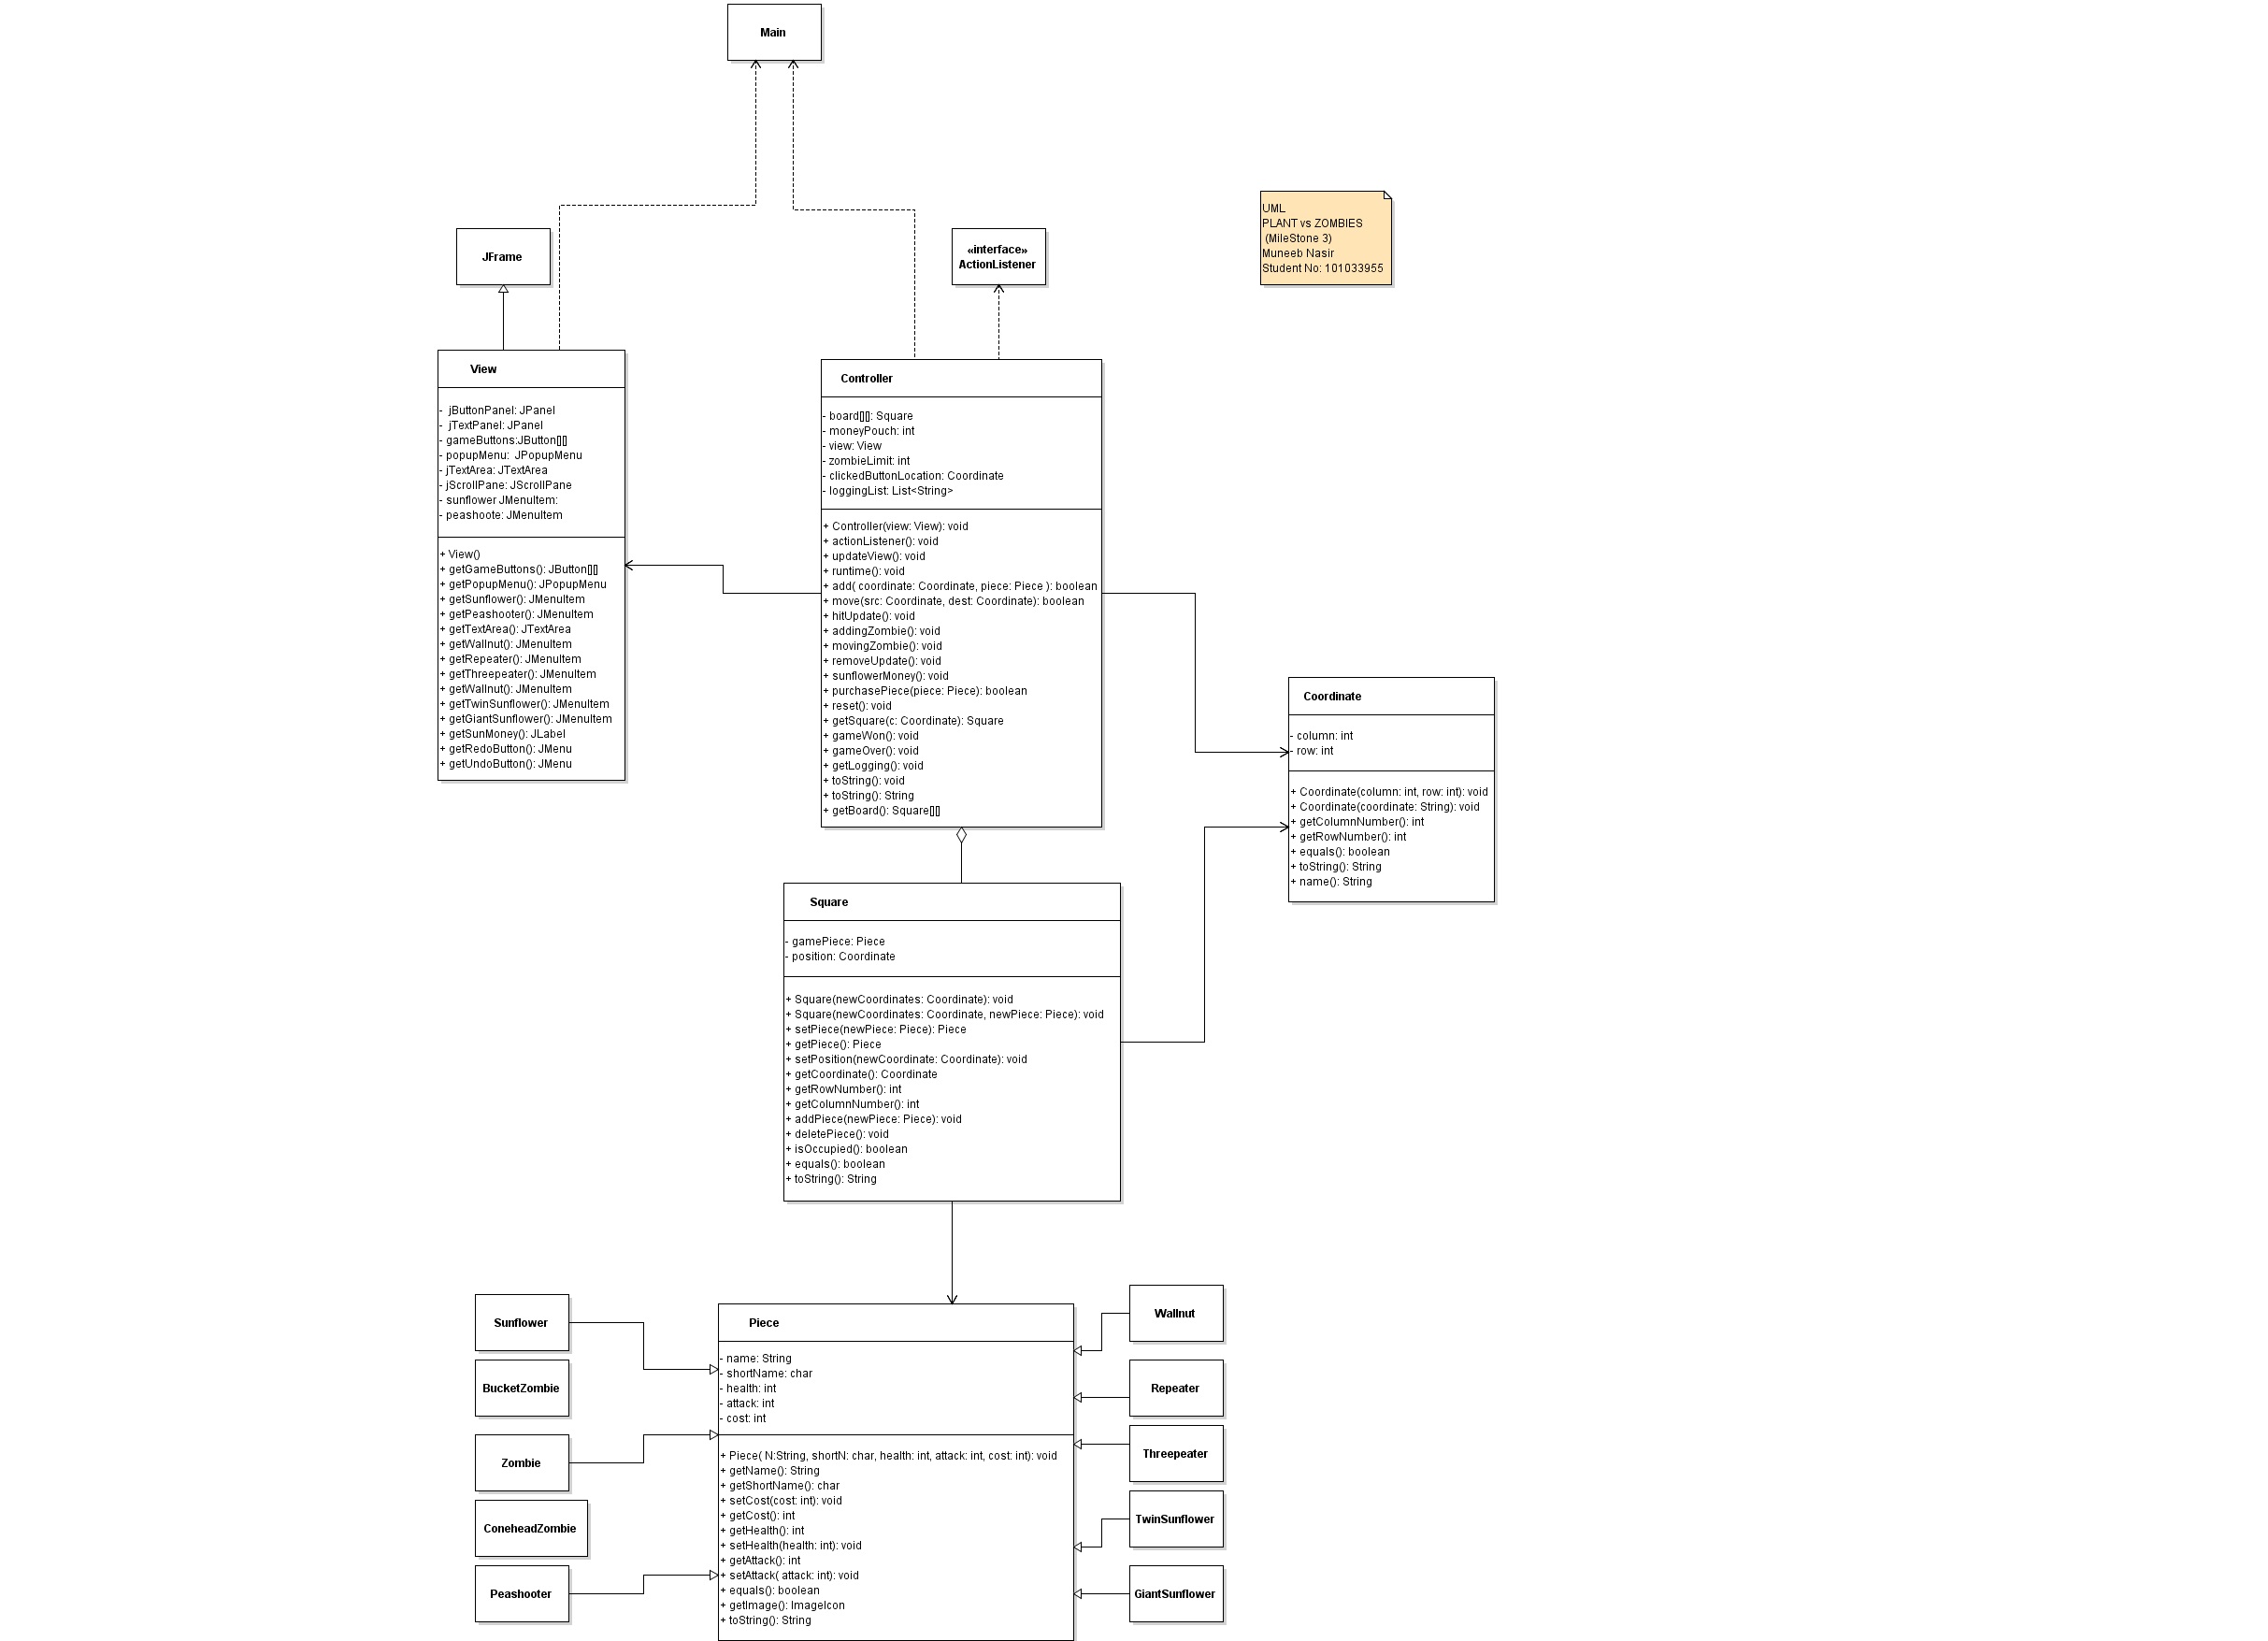 Main
UML
PLANT vs ZOMBIES
(MileStone 3)
Muneeb Nasir
Student No: 101033955
JFrame
«interface»
ActionListener
View
- jButtonPanel: JPanel
- jTextPanel: JPanel
- gameButtons:JButton[][]
- popupMenu: JPopupMenu
- jTextArea: JTextArea
- jScrollPane: JScrollPane
- sunflower JMenuItem:
- peashoote: JMenuItem
+ View()
+ getGameButtons(): JButton[][]
+ getPopupMenu(): JPopupMenu
+ getSunflower(): JMenuItem
+ getPeashooter(): JMenuItem
+ getTextArea(): JTextArea
+ getWallnut(): JMenuItem
+ getRepeater(): JMenuItem
+ getThreepeater(): JMenuItem
+ getWallnut(): JMenuItem
+ getTwinSunflower(): JMenuItem
+ getGiantSunflower(): JMenuItem
+ getSunMoney(): JLabel
+ getRedoButton(): JMenu
+ getUndoButton(): JMenu
Controller
- board[][]: Square
- moneyPouch: int
- view: View
- zombieLimit: int
- clickedButtonLocation: Coordinate
- loggingList: List<String>
+ Controller(view: View): void
+ actionListener(): void
+ updateView(): void
+ runtime(): void
+ add( coordinate: Coordinate, piece: Piece ): boolean
+ move(src: Coordinate, dest: Coordinate): boolean
+ hitUpdate(): void
+ addingZombie(): void
+ movingZombie(): void
+ removeUpdate(): void
+ sunflowerMoney(): void
+ purchasePiece(piece: Piece): boolean
+ reset(): void
+ getSquare(c: Coordinate): Square
+ gameWon(): void
+ gameOver(): void
+ getLogging(): void
+ toString(): void
+ toString(): String
+ getBoard(): Square[][]
Coordinate
- column: int
- row: int
+ Coordinate(column: int, row: int): void
+ Coordinate(coordinate: String): void
+ getColumnNumber(): int
+ getRowNumber(): int
+ equals(): boolean
+ toString(): String
+ name(): String
Square
- gamePiece: Piece
- position: Coordinate
+ Square(newCoordinates: Coordinate): void
+ Square(newCoordinates: Coordinate, newPiece: Piece): void
+ setPiece(newPiece: Piece): Piece
+ getPiece(): Piece
+ setPosition(newCoordinate: Coordinate): void
+ getCoordinate(): Coordinate
+ getRowNumber(): int
+ getColumnNumber(): int
+ addPiece(newPiece: Piece): void
+ deletePiece(): void
+ isOccupied(): boolean
+ equals(): boolean
+ toString(): String
Sunflower
BucketZombie
Zombie
ConeheadZombie
Peashooter
Piece
- name: String
- shortName: char
- health: int
- attack: int
- cost: int
+ Piece( N:String, shortN: char, health: int, attack: int, cost: int): void
+ getName(): String
+ getShortName(): char
+ setCost(cost: int): void
+ getCost(): int
+ getHealth(): int
+ setHealth(health: int): void
+ getAttack(): int
+ setAttack( attack: int): void
+ equals(): boolean
+ getImage(): ImageIcon
+ toString(): String
Wallnut
Repeater
Threepeater
TwinSunflower
GiantSunflower